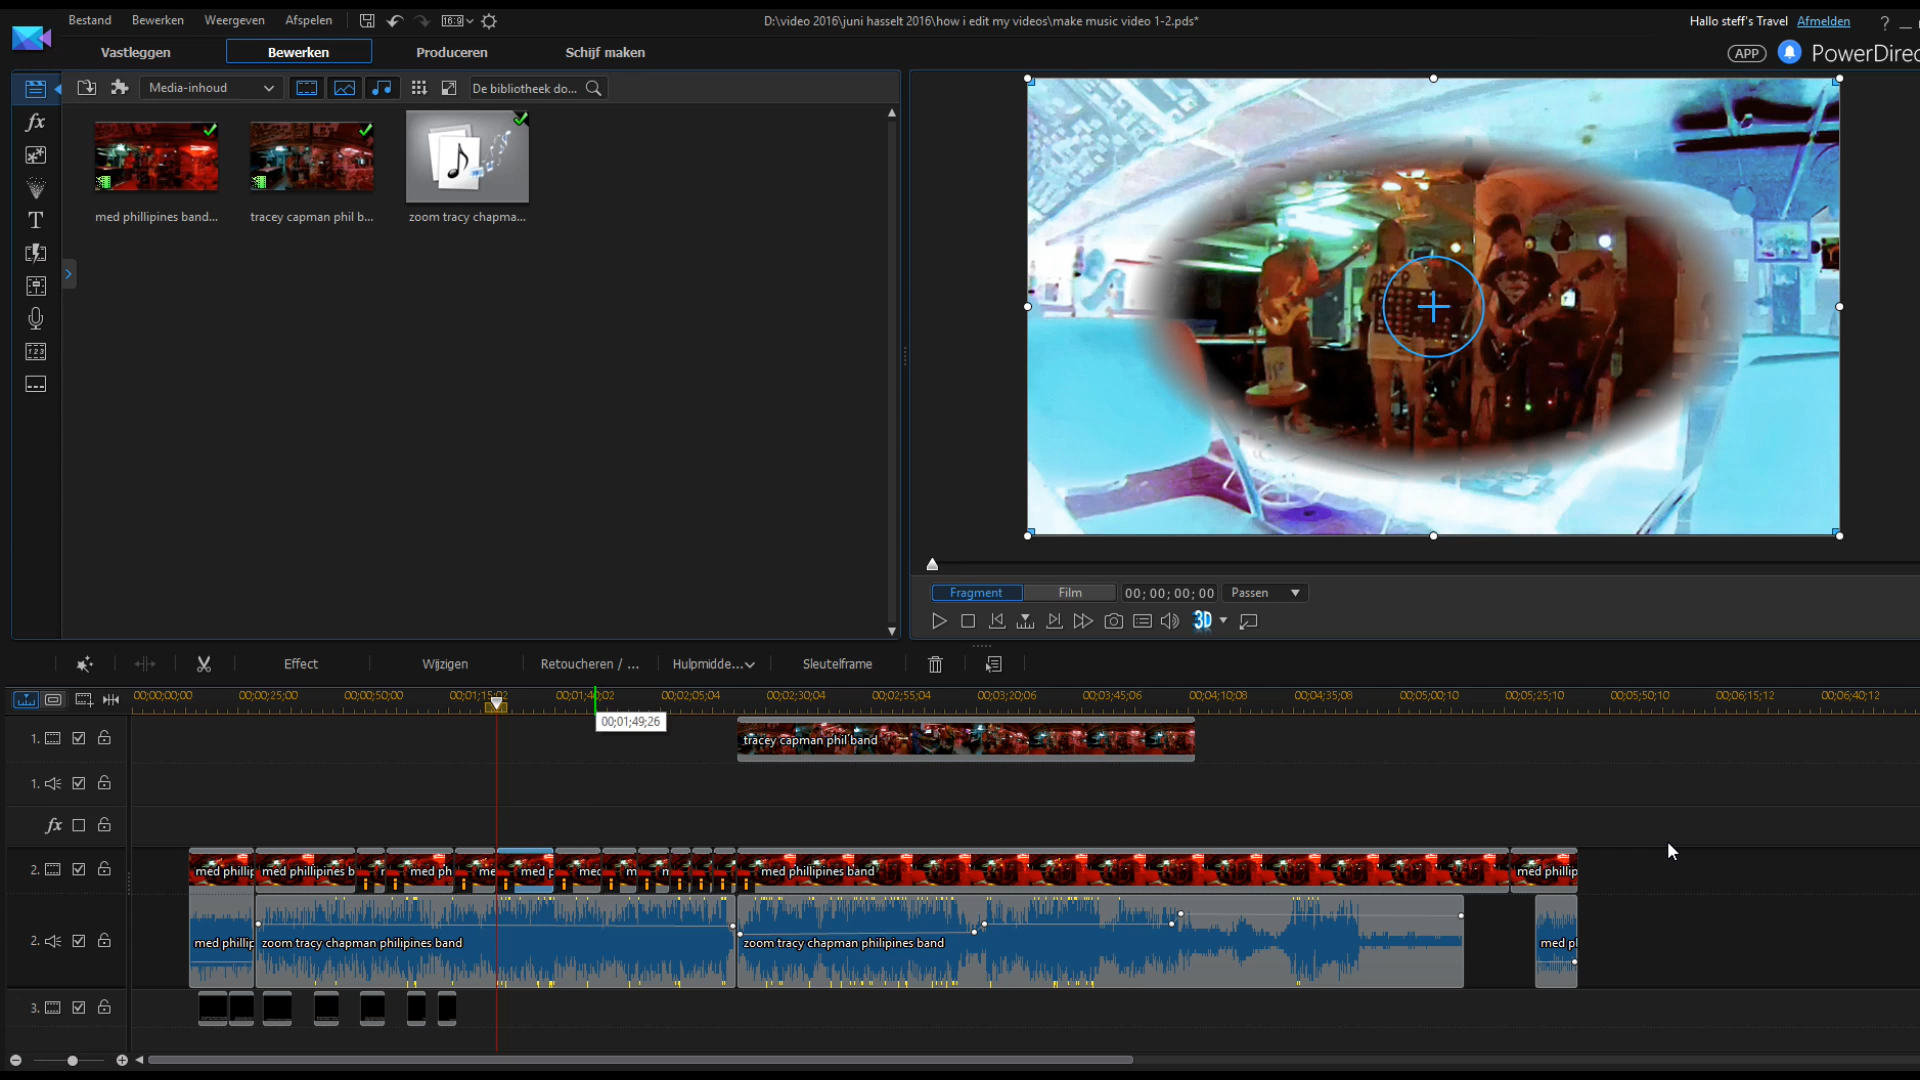 Bestand Bewerken Weergeven Afspelen 16:9 D:\video 2016\juni hasselt 2016\how i edit my videos\make music video 1-2.pds* Hallo steff's Travel Afmelden ?
Vastleggen Bewerken Produceren Schijf maken APP PowerDirec
Media-inhoud De bibliotheek do...
fx
med phillipines band... tracey capman phil b... zoom tracy chapma...
T
Fragment Film 00; 00; 00; 00 Passen
3D
Effect Wijzigen Retoucheren / ... Hulpmidde... Sleutelframe
00;00;00;00 00;00;25;00 00;00;50;00 00;01;15;02 00;01;40;02 00;02;05;04 00;02;30;04 00;02;55;04 00;03;20;06 00;03;45;06 00;04;10;08 00;04;35;08 00;05;00;10 00;05;25;10 00;05;50;10 00;06;15;12 00;06;40;12
00;01;49;26
1. tracey capman phil band
1.
fx
2. med phillip med phillipines b med ph me med p med m m med phillipines band med phillip
2. med phillip zoom tracy chapman philipines band zoom tracy chapman philipines band med pl
3.